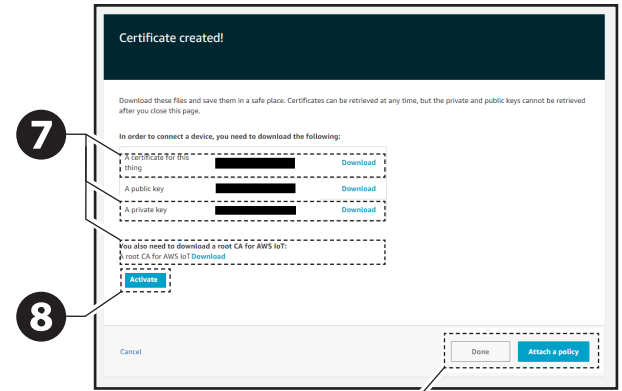 Certificate created!
Download these files and save them in a safe place. Certificates can be retrieved at any time, but the private and public keys cannot be retrieved
after you close this page.
7
In order to connect a device, you need to download the following:
A certificate for this
thing
Download
A public key
Download
A private key
Download
You also need to download a root CA for AWS IoT:
A root CA for AWS IoT Download
Activate
8
Cancel
Done
Attach a policy